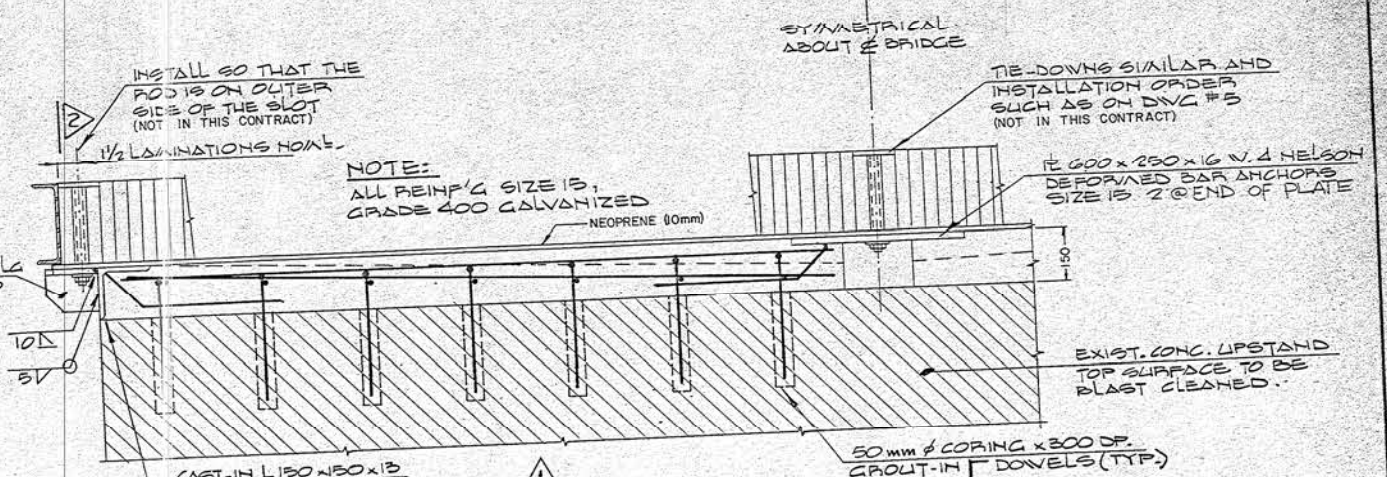 SYMMETRICAL
ABOUT ℄ BRIDGE
INSTALL SO THAT THE
ROD IS ON OUTER
SIDE OF THE SLOT
(NOT IN THIS CONTRACT)
2
1½ LAMINATIONS NOML.
NOTE:
ALL REINF'G SIZE 15,
GRADE 400 GALVANIZED
NEOPRENE (10mm)
TIE-DOWNS SIMILAR AND
INSTALLATION ORDER
SUCH AS ON DWG #5
(NOT IN THIS CONTRACT)
PL 600 x 250 x 16 W. 4 NELSON
DEFORMED BAR ANCHORS
SIZE 15. 2 @ END OF PLATE
150
10
5
EXIST. CONC. UPSTAND
TOP SURFACE TO BE
BLAST CLEANED.
50 mm ø CORING x 300 DP.
GROUT-IN DOWELS (TYP.)
CAST-IN L150 x 150 x 13